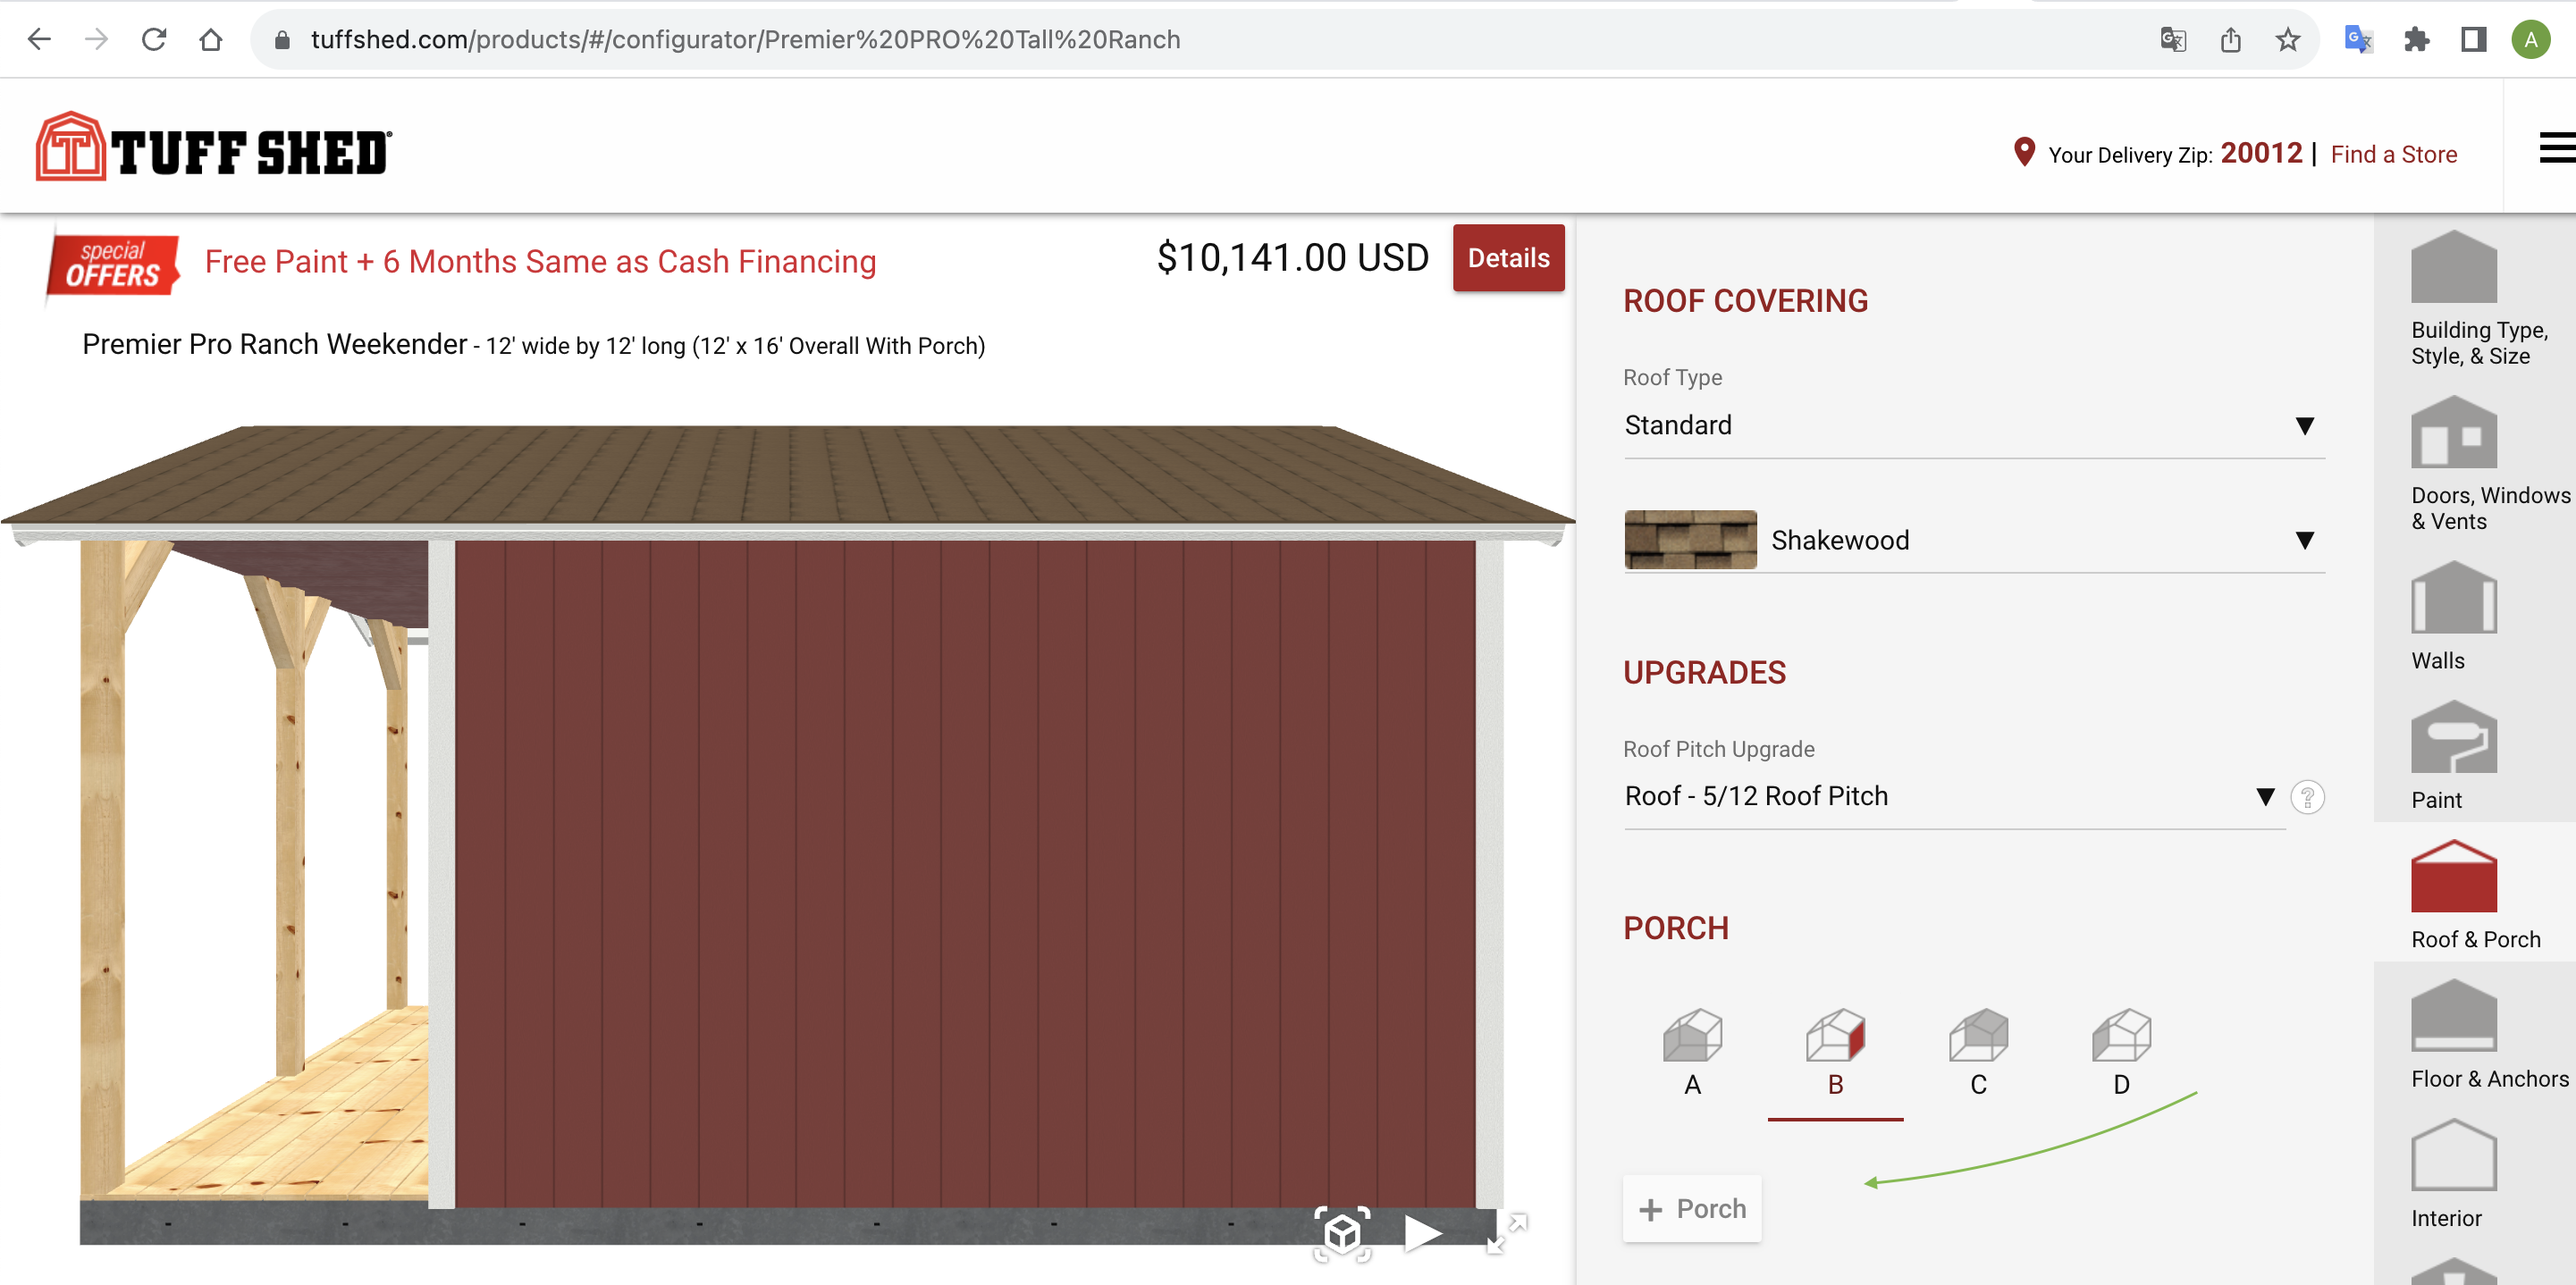 tuffshed.com/products/#/configurator/Premier%20PRO%20Tall%20Ranch
A
TUFF SHED®
Your Delivery Zip: 20012 | Find a Store
special
OFFERS
Free Paint + 6 Months Same as Cash Financing
$10,141.00 USD
Details
Premier Pro Ranch Weekender - 12' wide by 12' long (12' x 16' Overall With Porch)
ROOF COVERING
Roof Type
Standard
Shakewood
UPGRADES
Roof Pitch Upgrade
Roof - 5/12 Roof Pitch
?
PORCH
A
B
C
D
+ Porch
Building Type,
Style, & Size
Doors, Windows
& Vents
Walls
Paint
Roof & Porch
Floor & Anchors
Interior